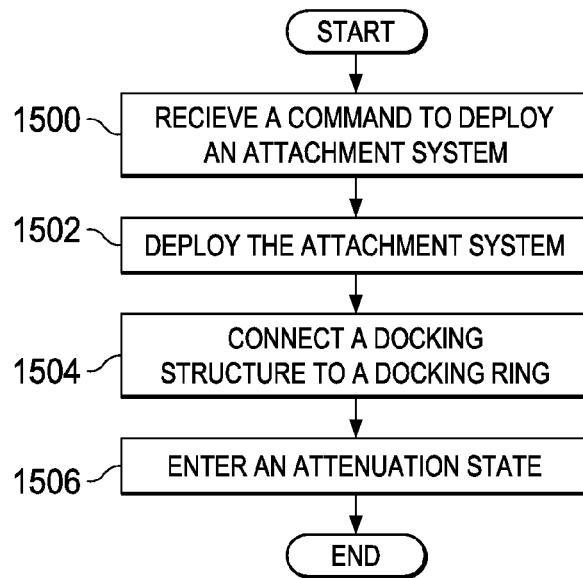 START
1500
RECIEVE A COMMAND TO DEPLOY
AN ATTACHMENT SYSTEM
1502
DEPLOY THE ATTACHMENT SYSTEM
1504
CONNECT A DOCKING
STRUCTURE TO A DOCKING RING
1506
ENTER AN ATTENUATION STATE
END